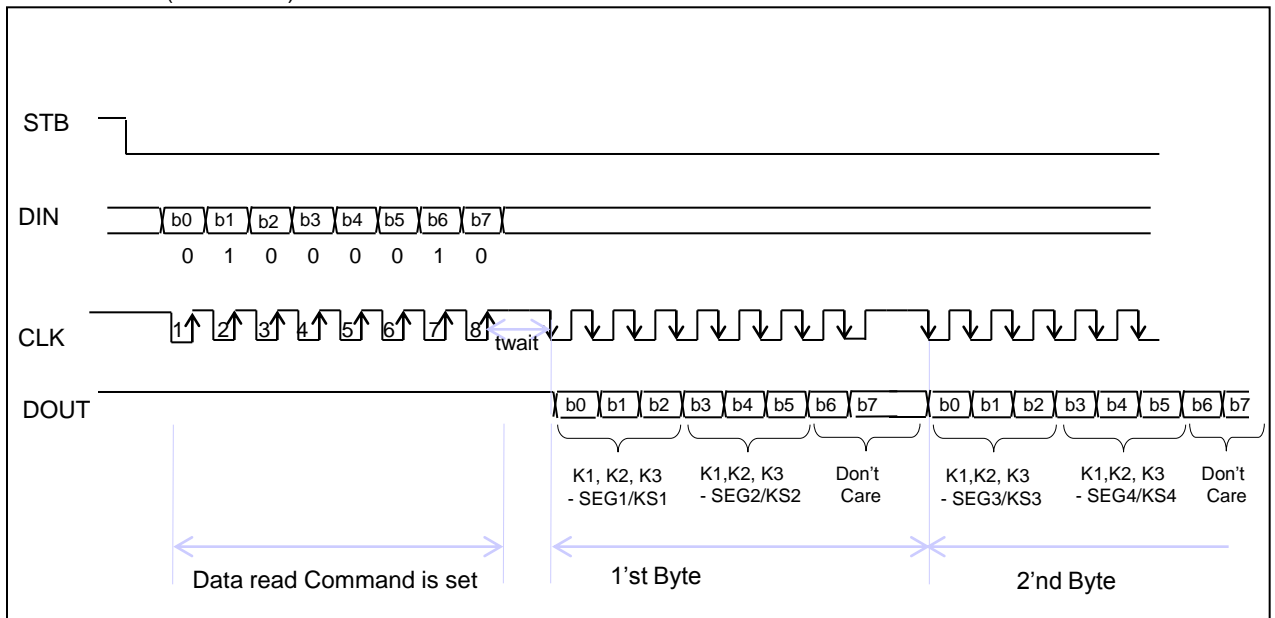 STB
DIN
b0 b1 b2 b3 b4 b5 b6 b7
0 1 0 0 0 0 1 0
CLK
1 2 3 4 5 6 7 8
twait
DOUT
b0 b1 b2 b3 b4 b5 b6 b7 b0 b1 b2 b3 b4 b5 b6 b7
K1, K2, K3 K1,K2, K3 Don't K1,K2, K3 K1,K2, K3 Don't
- SEG1/KS1 - SEG2/KS2 Care - SEG3/KS3 - SEG4/KS4 Care
Data read Command is set 1'st Byte 2'nd Byte